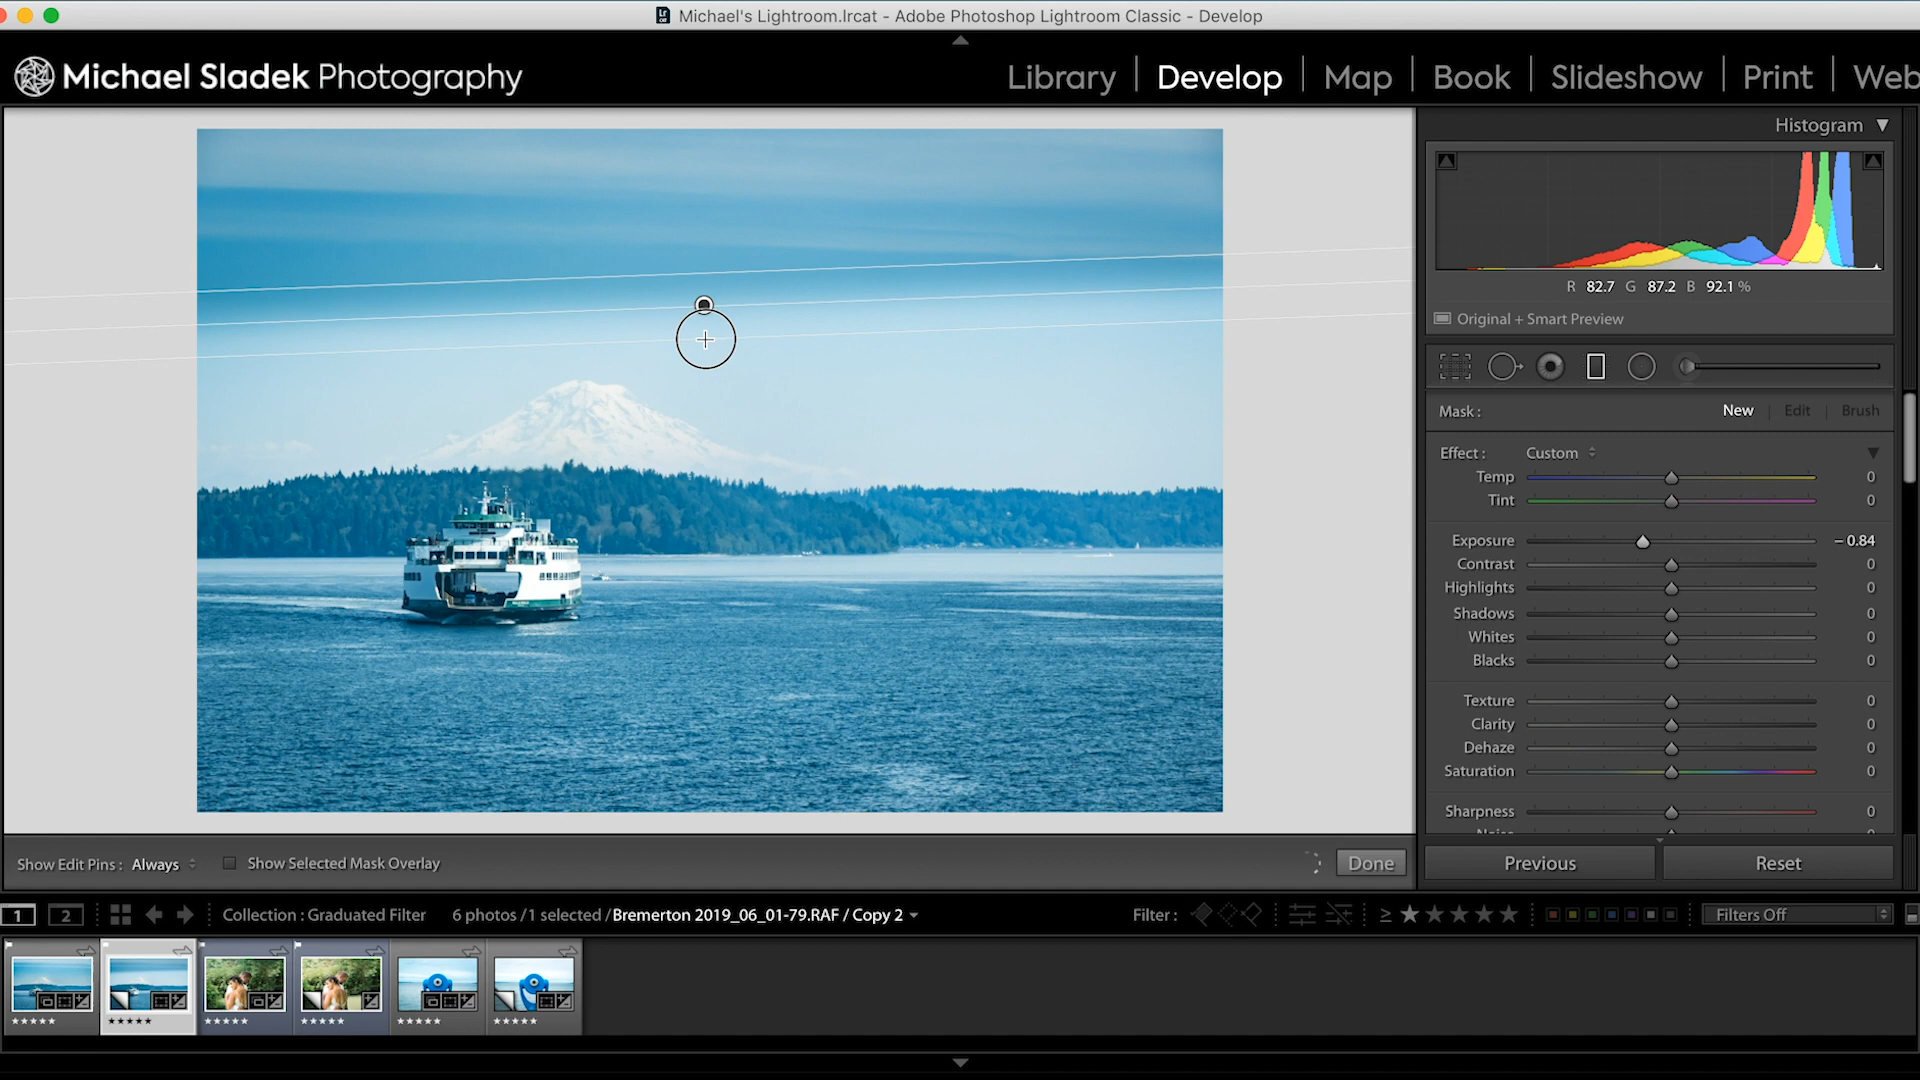 Michael's Lightroom.lrcat - Adobe Photoshop Lightroom Classic - Develop
Michael Sladek Photography
Library | Develop | Map | Book | Slideshow | Print | Web
Histogram
R 82.7 G 87.2 B 92.1 %
Original + Smart Preview
Mask : New | Edit | Brush
Effect : Custom
Temp 0
Tint 0
Exposure – 0.84
Contrast 0
Highlights 0
Shadows 0
Whites 0
Blacks 0
Texture 0
Clarity 0
Dehaze 0
Saturation 0
Sharpness 0
Show Edit Pins : Always Show Selected Mask Overlay Done
Previous Reset
1 2 Collection : Graduated Filter 6 photos / 1 selected / Bremerton 2019_06_01-79.RAF / Copy 2 Filter : ≥ ★★★★★ Filters Off